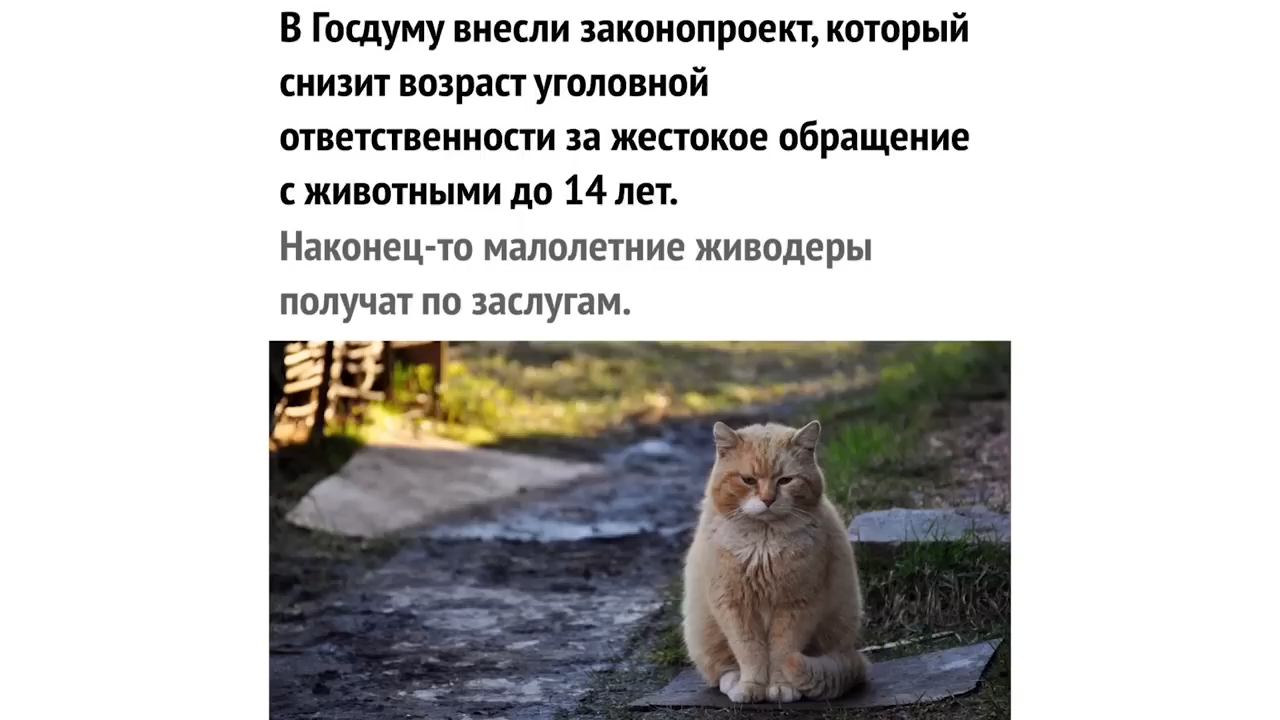 В Госдуму внесли законопроект, который
снизит возраст уголовной
ответственности за жестокое обращение
с животными до 14 лет.
Наконец-то малолетние живодеры
получат по заслугам.